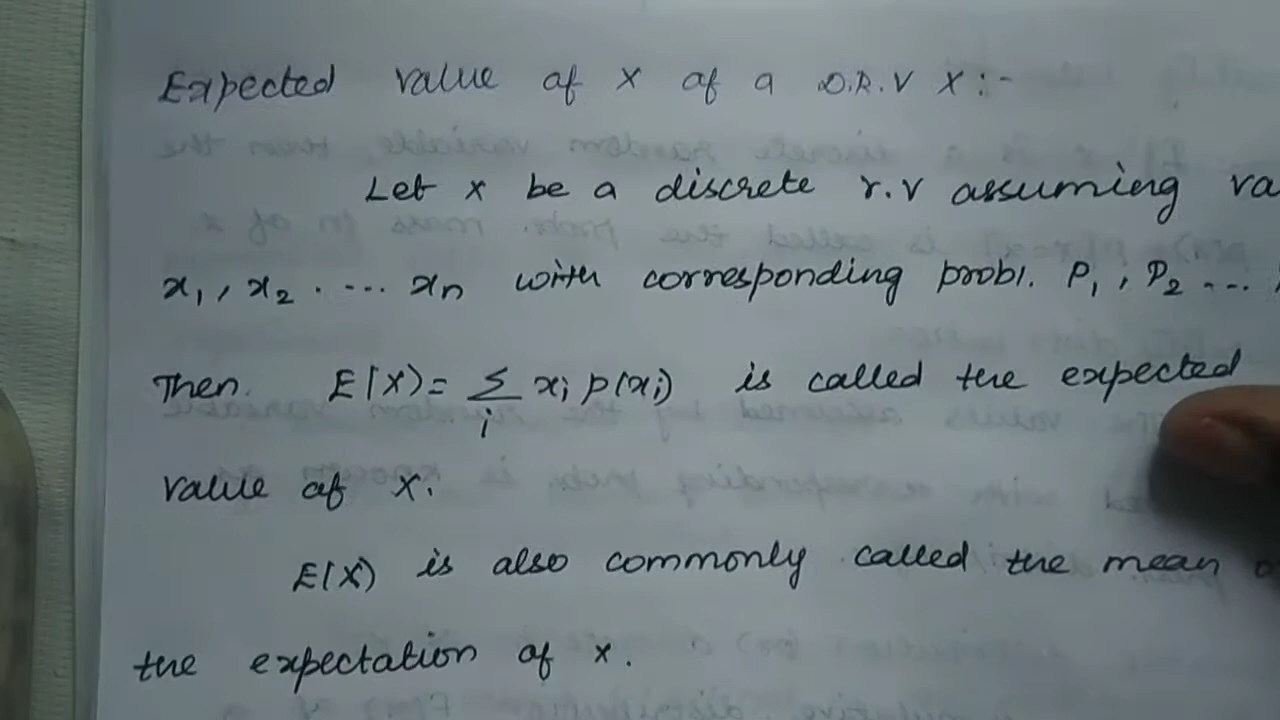 Expected value of X of a D.R.V X:-
Let X be a discrete r.v assuming va
x₁, x₂ . ... xn with corresponding probl. P₁, P₂ ...
Then. E(X) = Σᵢ xᵢ p(xᵢ) is called the expected
value of X.
E(X) is also commonly called the mean
the expectation of X.